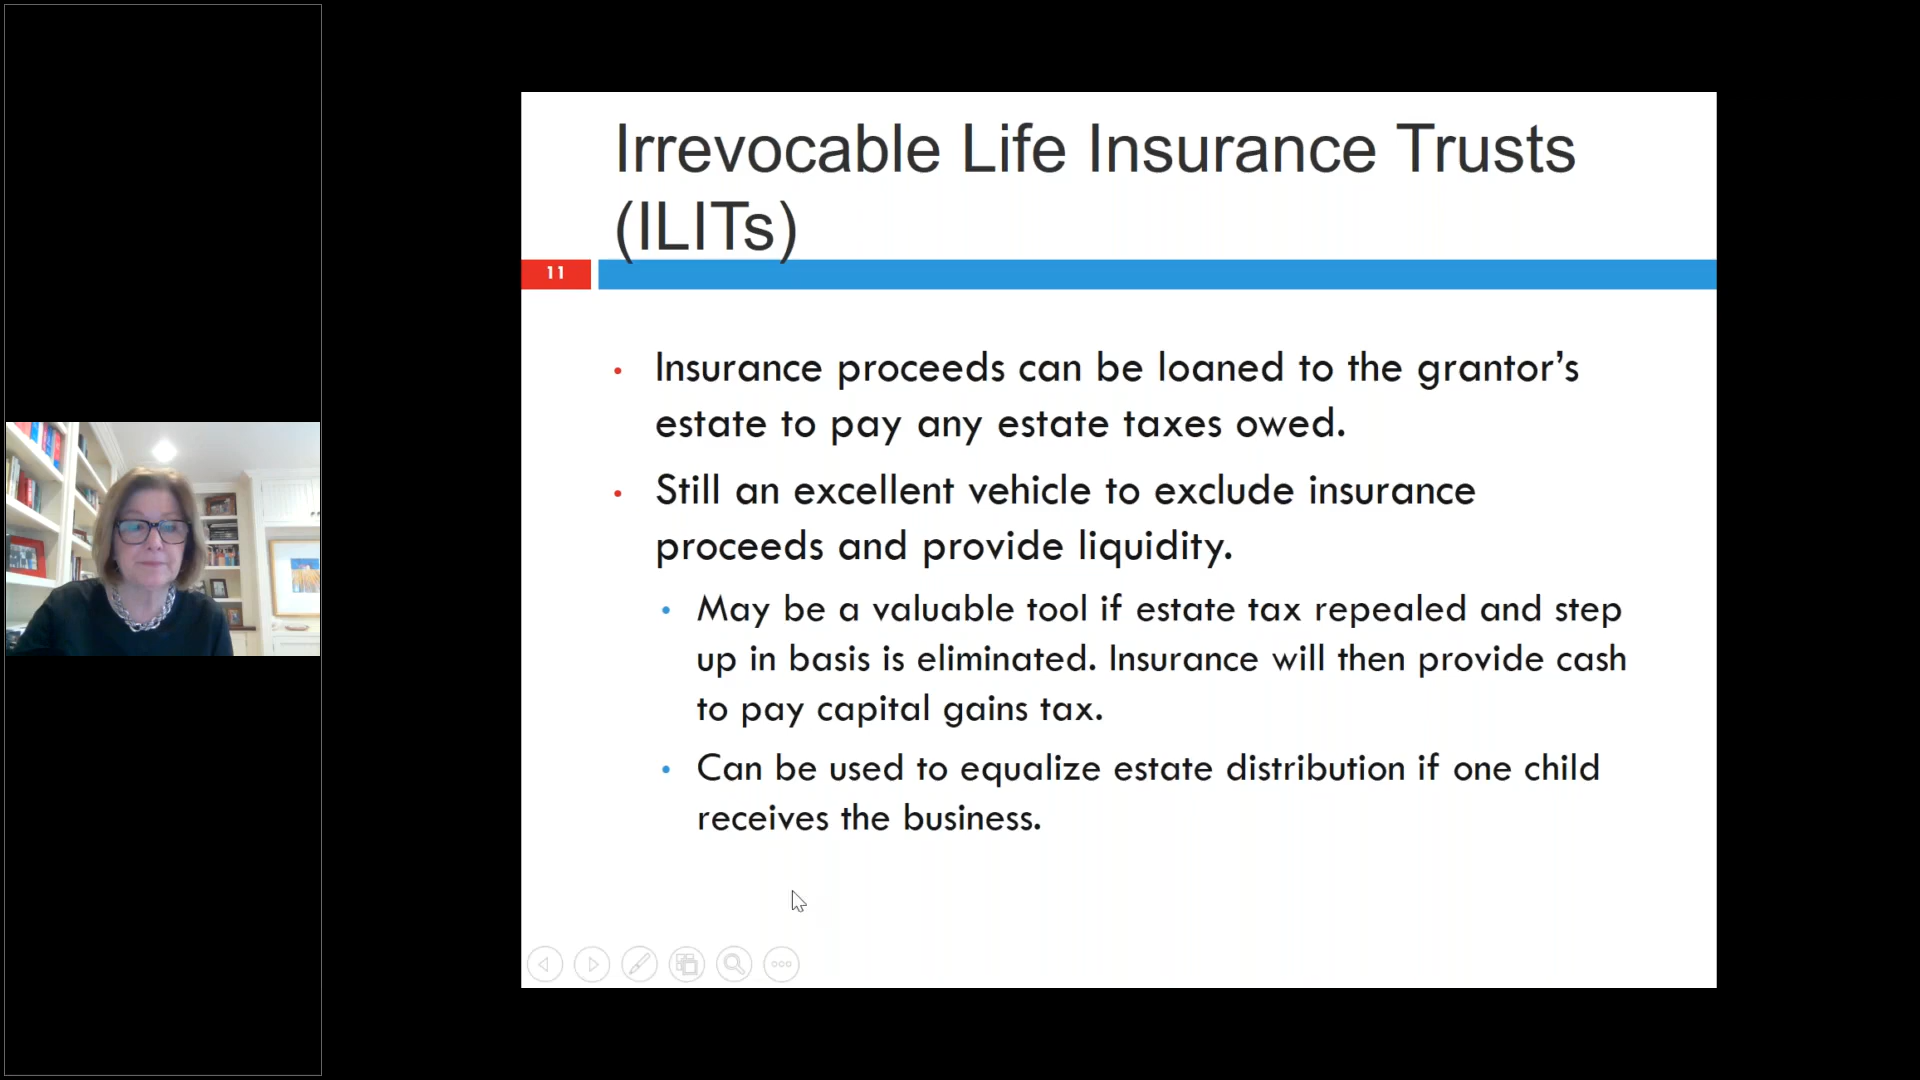 Irrevocable Life Insurance Trusts
(ILITs)
11
• Insurance proceeds can be loaned to the grantor’s
estate to pay any estate taxes owed.
• Still an excellent vehicle to exclude insurance
proceeds and provide liquidity.
• May be a valuable tool if estate tax repealed and step
up in basis is eliminated. Insurance will then provide cash
to pay capital gains tax.
• Can be used to equalize estate distribution if one child
receives the business.